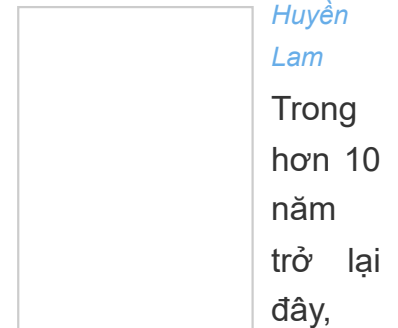 Huyền
Lam
Trong
hơn 10
năm
trở lại
đây,